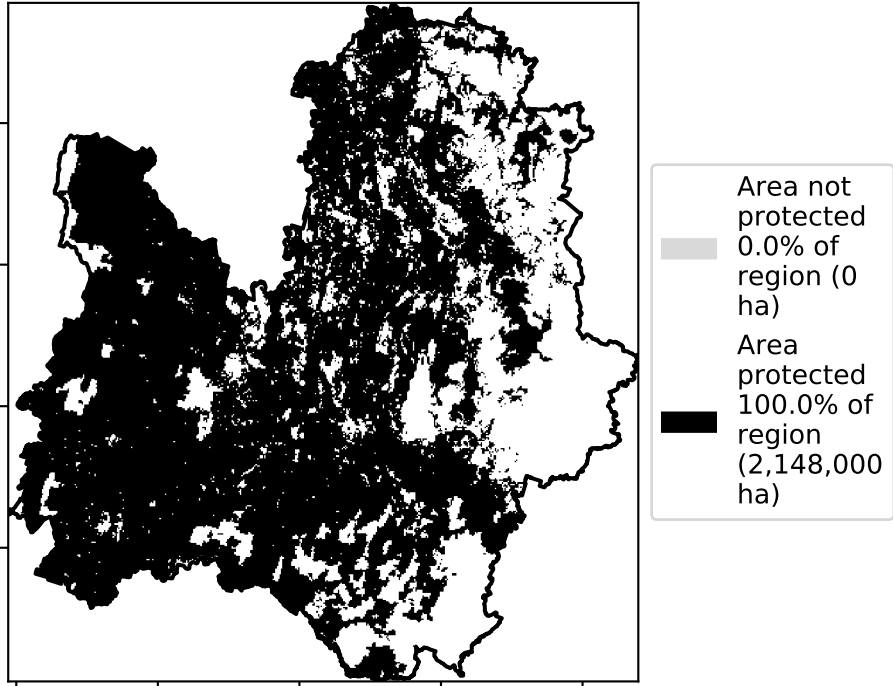 Area not
protected
0.0% of
region (0
ha)
Area
protected
100.0% of
region
(2,148,000
ha)